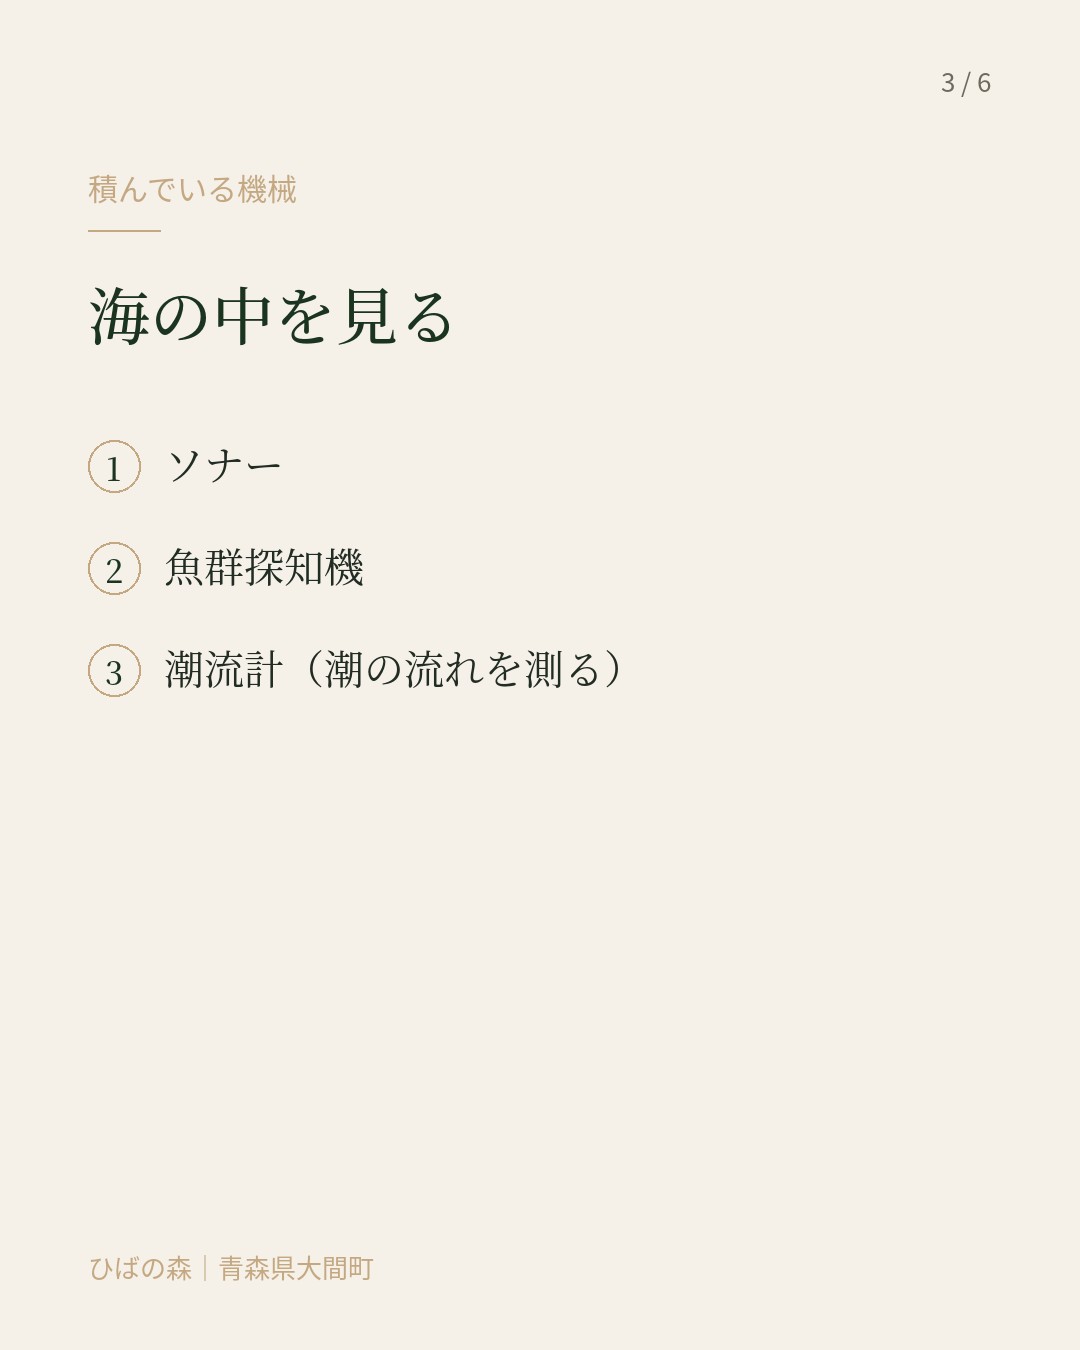 3 / 6
積んでいる機械
海の中を見る
1 ソナー
2 魚群探知機
3 潮流計（潮の流れを測る）
ひばの森｜青森県大間町